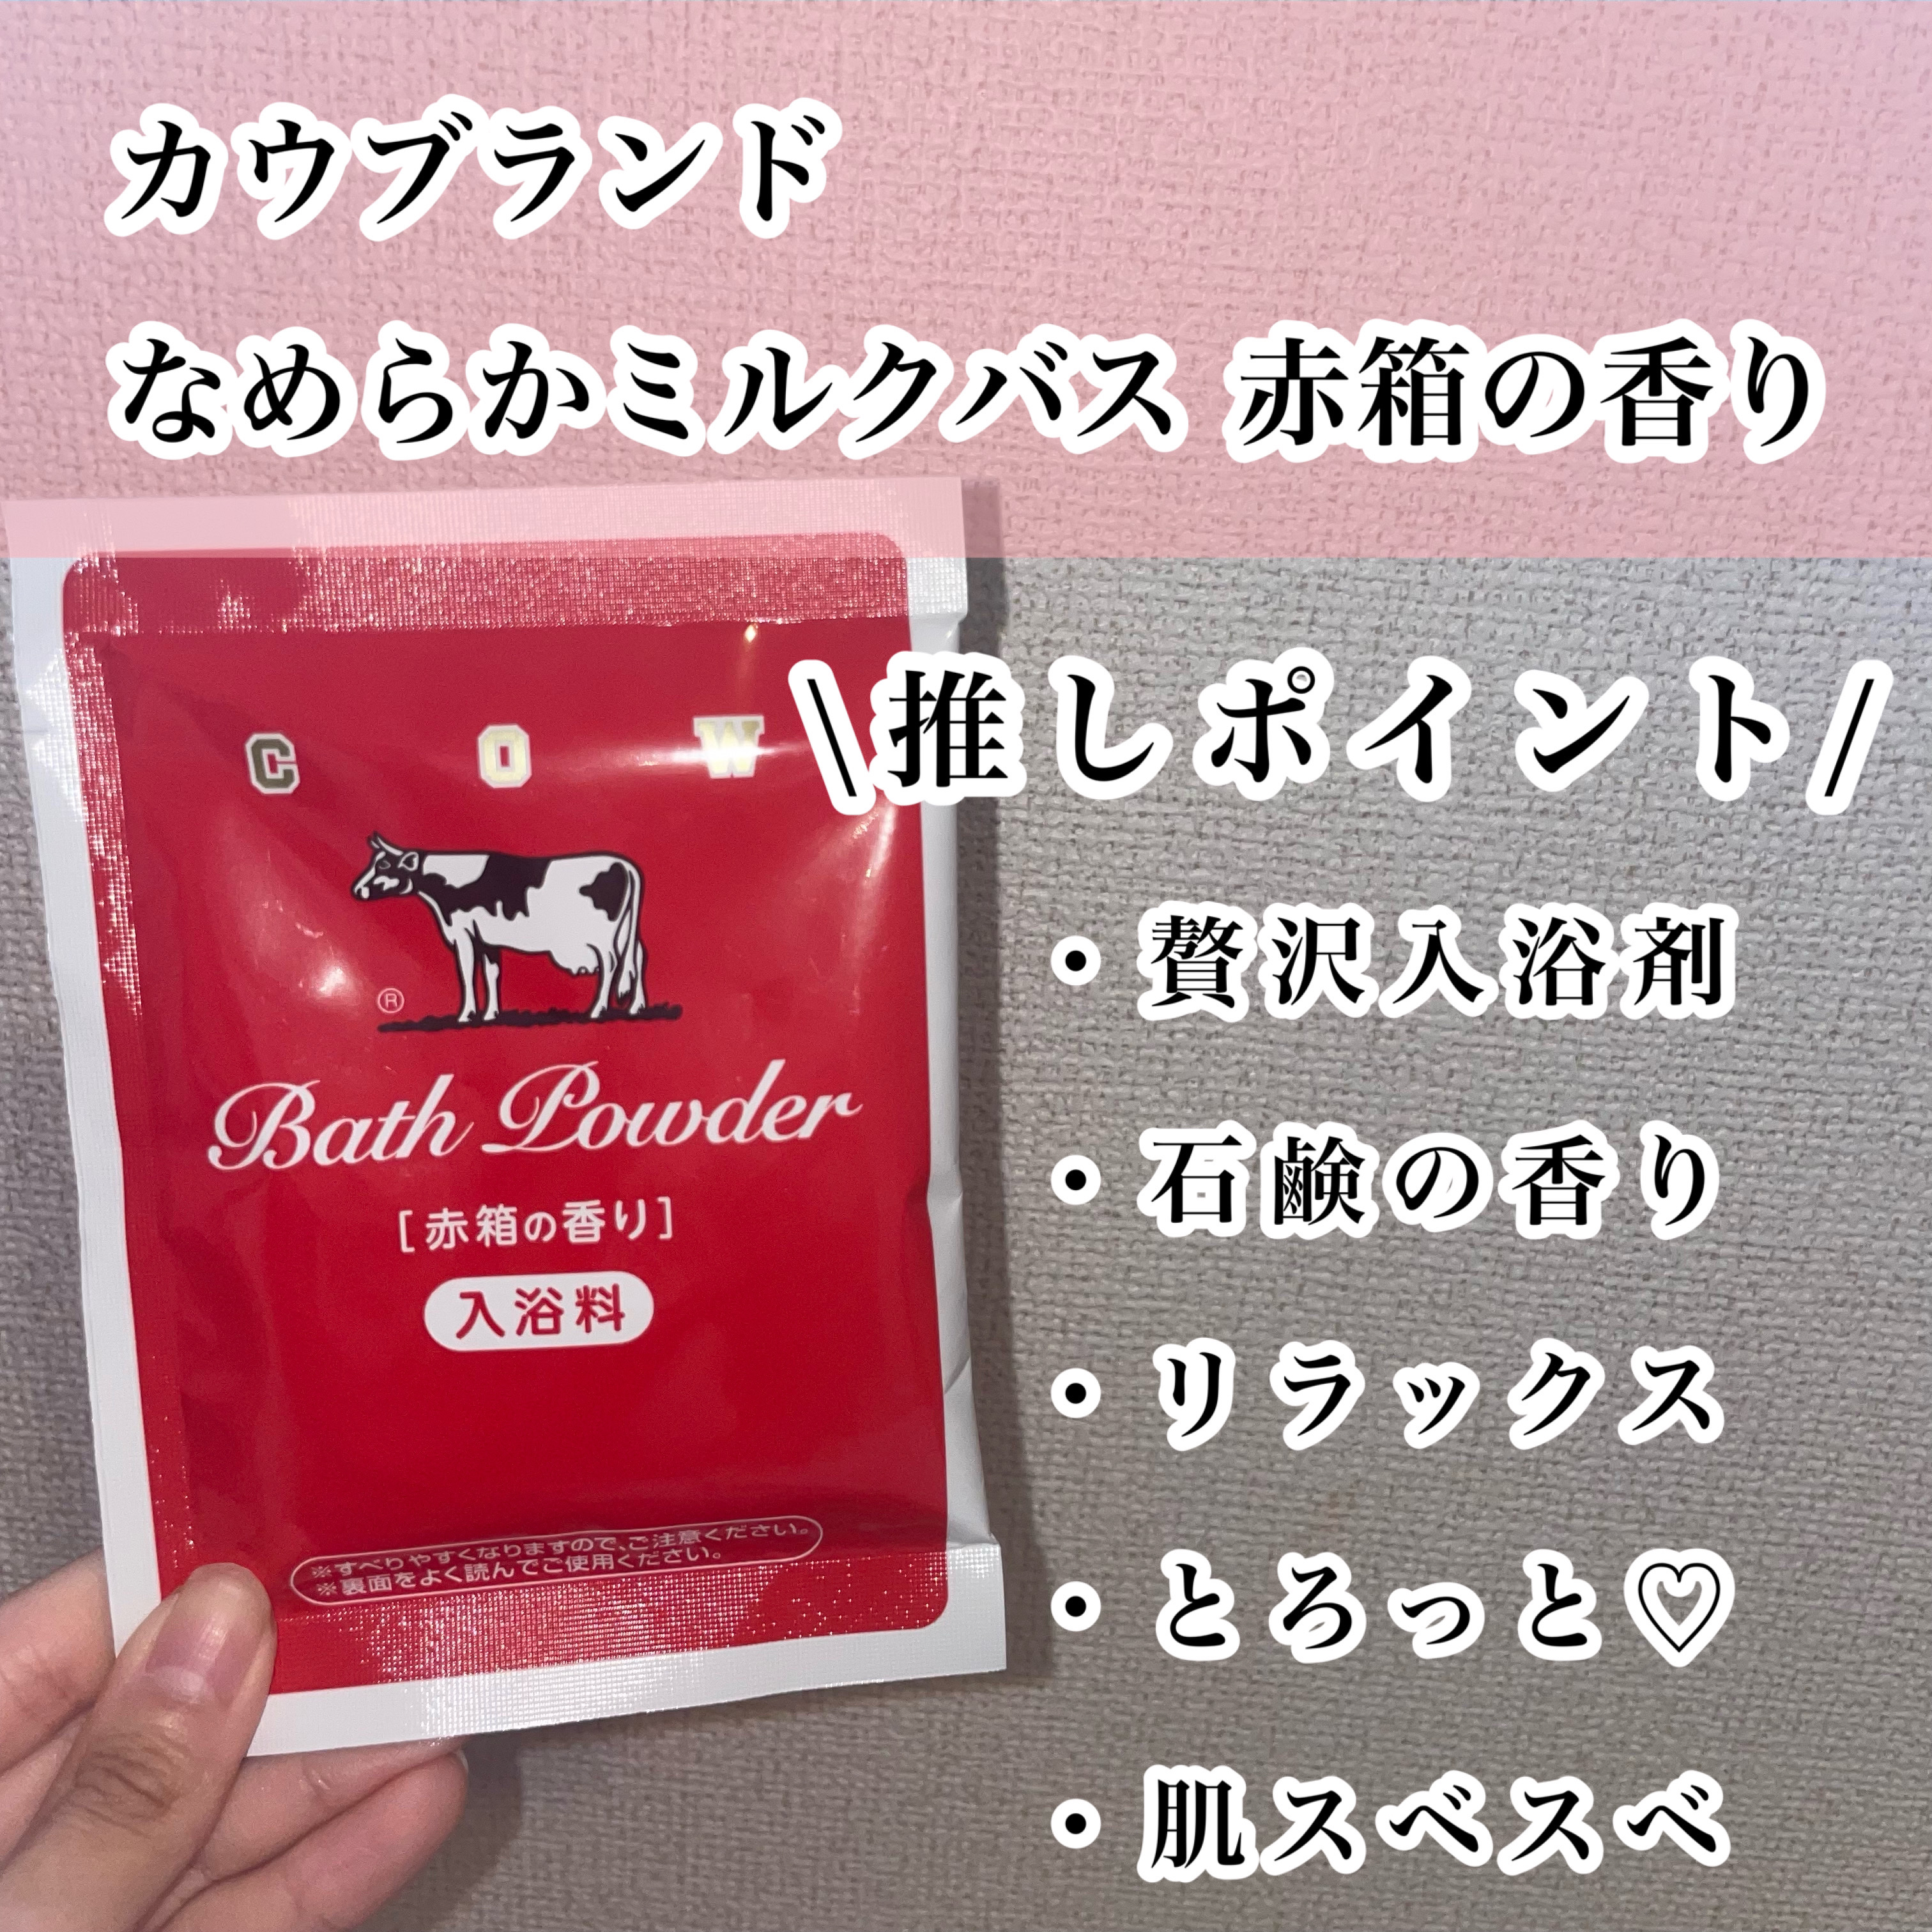 カウブランド
なめらかミルクバス 赤箱の香り
\推しポイント/
・贅沢入浴剤
・石鹸の香り
・リラックス
・とろっと♡
・肌スベスベ
C O W
®
Bath Powder
[赤箱の香り]
入浴料
※すべりやすくなりますので、ご注意ください。
※裏面をよく読んでご使用ください。